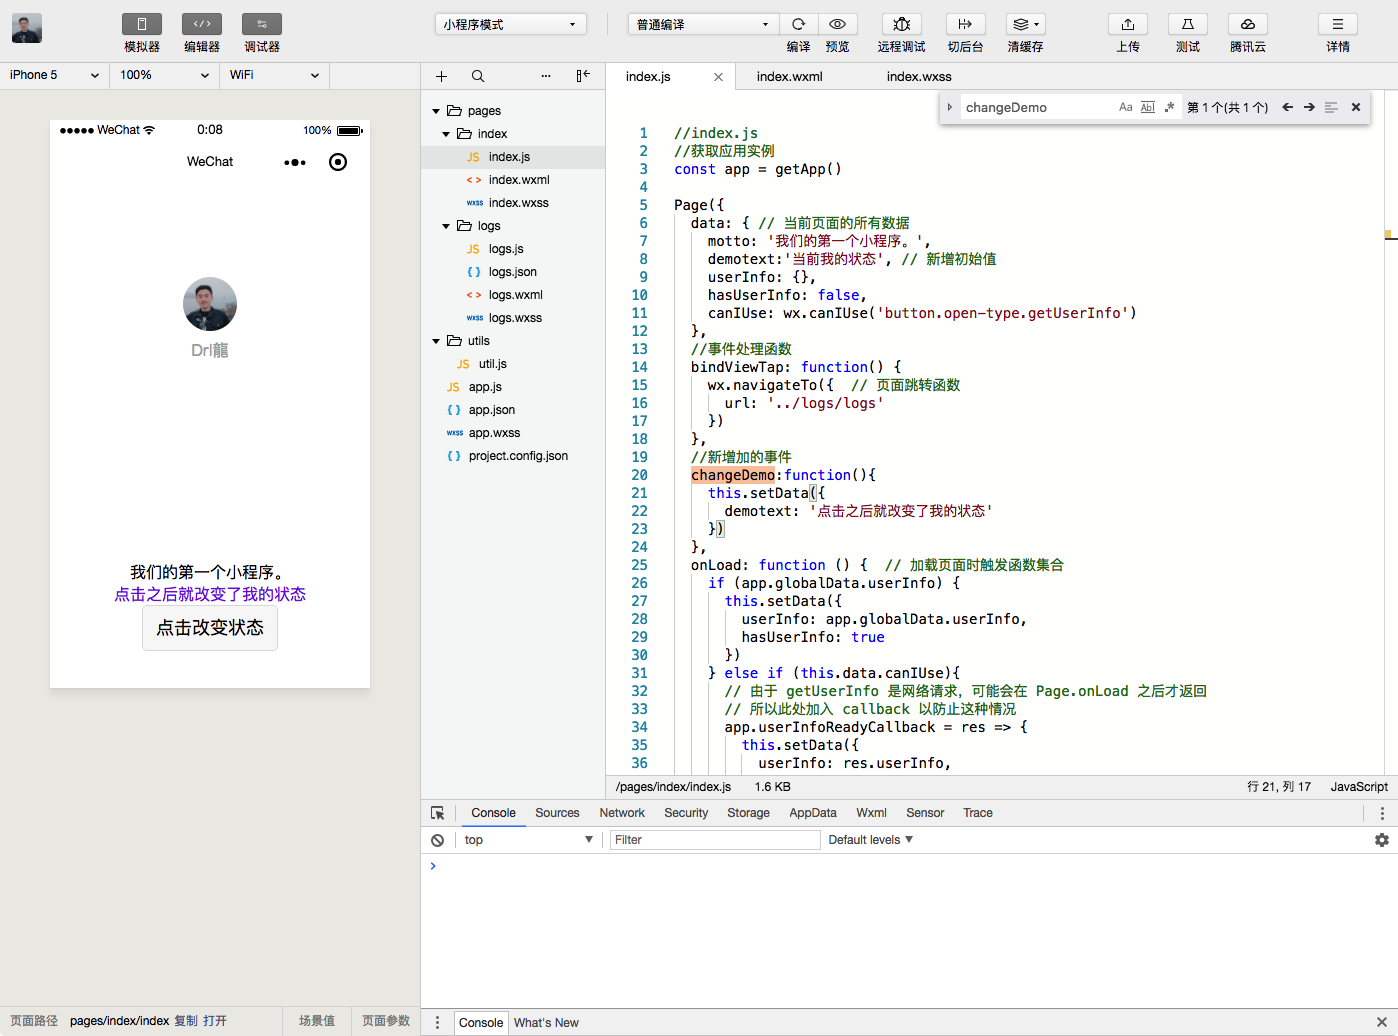 模拟器 编辑器 调试器 小程序模式 普通编译 编译 预览 远程调试 切后台 清缓存 上传 测试 腾讯云 详情
iPhone 5 100% WiFi
WeChat 0:08 100%
WeChat
Drl龍
我们的第一个小程序。
点击之后就改变了我的状态
点击改变状态
页面路径 pages/index/index 复制 打开 场景值 页面参数
pages
index
JS index.js
< > index.wxml
wxss index.wxss
logs
JS logs.js
{ } logs.json
< > logs.wxml
wxss logs.wxss
utils
JS util.js
JS app.js
{ } app.json
wxss app.wxss
{ } project.config.json
index.js index.wxml index.wxss
changeDemo Aa Abl .* 第 1 个(共 1 个)
1 //index.js
2 //获取应用实例
3 const app = getApp()
4
5 Page({
6 data: { // 当前页面的所有数据
7 motto: '我们的第一个小程序。',
8 demotext:'当前我的状态', // 新增初始值
9 userInfo: {},
10 hasUserInfo: false,
11 canIUse: wx.canIUse('button.open-type.getUserInfo')
12 },
13 //事件处理函数
14 bindViewTap: function() {
15 wx.navigateTo({ // 页面跳转函数
16 url: '../logs/logs'
17 })
18 },
19 //新增加的事件
20 changeDemo:function(){
21 this.setData({
22 demotext: '点击之后就改变了我的状态'
23 })
24 },
25 onLoad: function () { // 加载页面时触发函数集合
26 if (app.globalData.userInfo) {
27 this.setData({
28 userInfo: app.globalData.userInfo,
29 hasUserInfo: true
30 })
31 } else if (this.data.canIUse){
32 // 由于 getUserInfo 是网络请求，可能会在 Page.onLoad 之后才返回
33 // 所以此处加入 callback 以防止这种情况
34 app.userInfoReadyCallback = res => {
35 this.setData({
36 userInfo: res.userInfo,
/pages/index/index.js 1.6 KB 行 21, 列 17 JavaScript
Console Sources Network Security Storage AppData Wxml Sensor Trace
top Filter Default levels
Console What's New